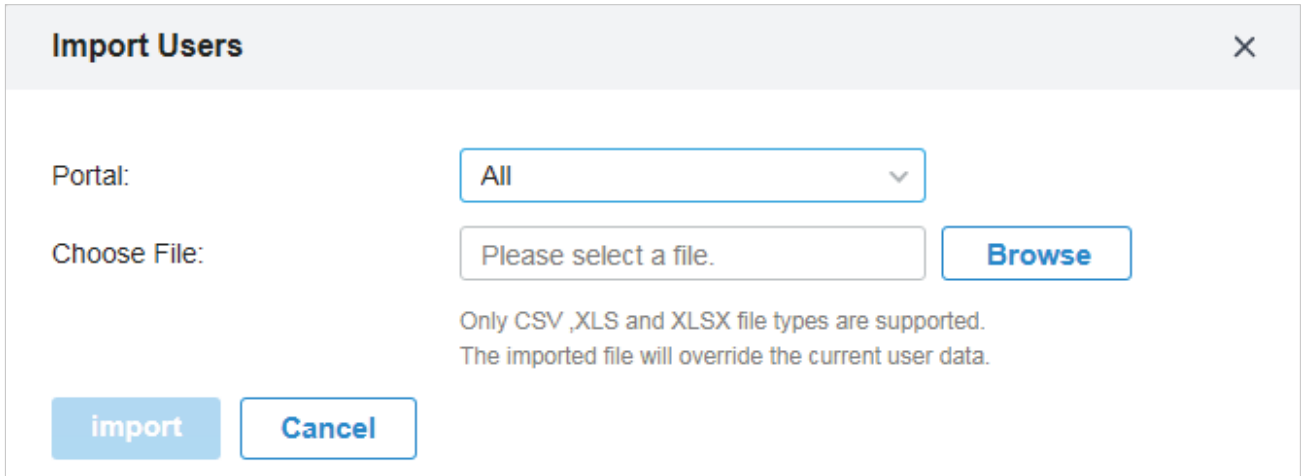 Import Users
Portal:
All
Choose File:
Please select a file.
Browse
Only CSV ,XLS and XLSX file types are supported.
The imported file will override the current user data.
import
Cancel